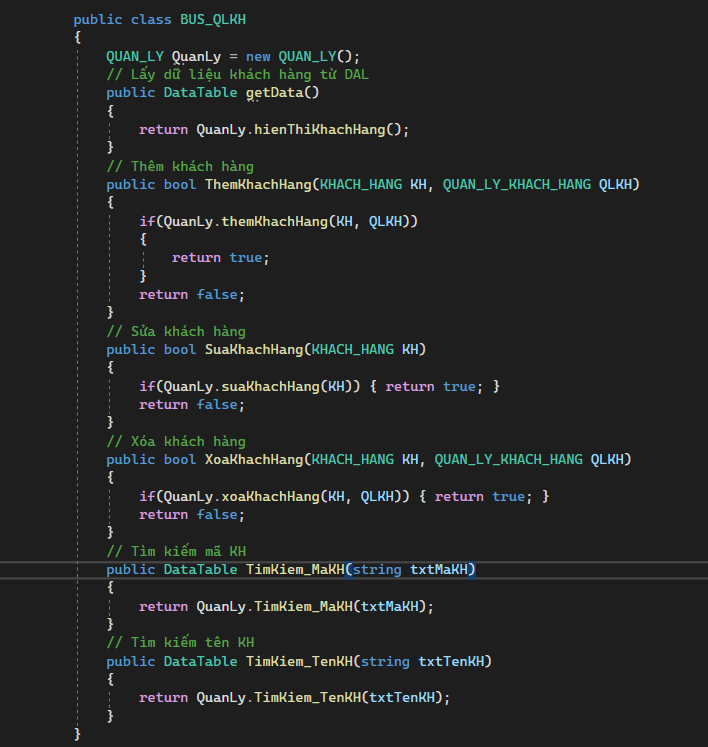 public class BUS_QLKH
{
QUAN_LY QuanLy = new QUAN_LY();
// Lấy dữ liệu khách hàng từ DAL
public DataTable getData()
{
return QuanLy.hienThiKhachHang();
}
// Thêm khách hàng
public bool ThemKhachHang(KHACH_HANG KH, QUAN_LY_KHACH_HANG QLKH)
{
if(QuanLy.themKhachHang(KH, QLKH))
{
return true;
}
return false;
}
// Sửa khách hàng
public bool SuaKhachHang(KHACH_HANG KH)
{
if(QuanLy.suaKhachHang(KH)) { return true; }
return false;
}
// Xóa khách hàng
public bool XoaKhachHang(KHACH_HANG KH, QUAN_LY_KHACH_HANG QLKH)
{
if(QuanLy.xoaKhachHang(KH, QLKH)) { return true; }
return false;
}
// Tìm kiếm mã KH
public DataTable TimKiem_MaKH(string txtMaKH)
{
return QuanLy.TimKiem_MaKH(txtMaKH);
}
// Tìm kiếm tên KH
public DataTable TimKiem_TenKH(string txtTenKH)
{
return QuanLy.TimKiem_TenKH(txtTenKH);
}
}